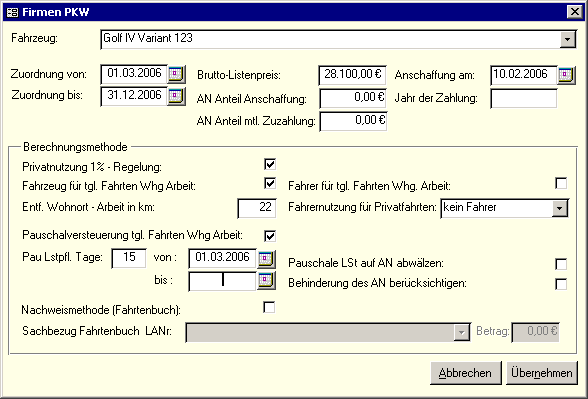 Firmen PKW
Fahrzeug: Golf IV Variant 123
Zuordnung von: 01.03.2006 Brutto-Listenpreis: 28.100,00 € Anschaffung am: 10.02.2006
Zuordnung bis: 31.12.2006 AN Anteil Anschaffung: 0,00 € Jahr der Zahlung:
AN Anteil mtl. Zuzahlung: 0,00 €
Berechnungsmethode
Privatnutzung 1% - Regelung:
Fahrzeug für tgl. Fahrten Whg Arbeit: Fahrer für tgl. Fahrten Whg. Arbeit:
Entf. Wohnort - Arbeit in km: 22 Fahrernutzung für Privatfahrten: kein Fahrer
Pauschalversteuerung tgl. Fahrten Whg Arbeit:
Pau Lstpfl. Tage: 15 von : 01.03.2006 Pauschale LSt auf AN abwälzen:
bis : Behinderung des AN berücksichtigen:
Nachweismethode (Fahrtenbuch):
Sachbezug Fahrtenbuch LANr: Betrag: 0,00 €
Abbrechen Übernehmen